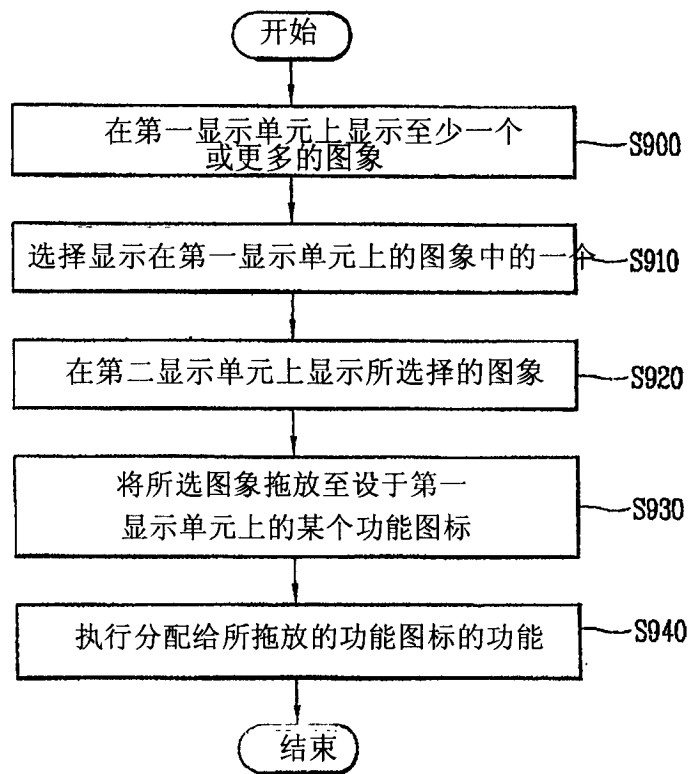 开始
在第一显示单元上显示至少一个
或更多的图象
S900
选择显示在第一显示单元上的图象中的一个
S910
在第二显示单元上显示所选择的图象
S920
将所选图象拖放至设于第一
显示单元上的某个功能图标
S930
执行分配给所拖放的功能图标的功能
S940
结束